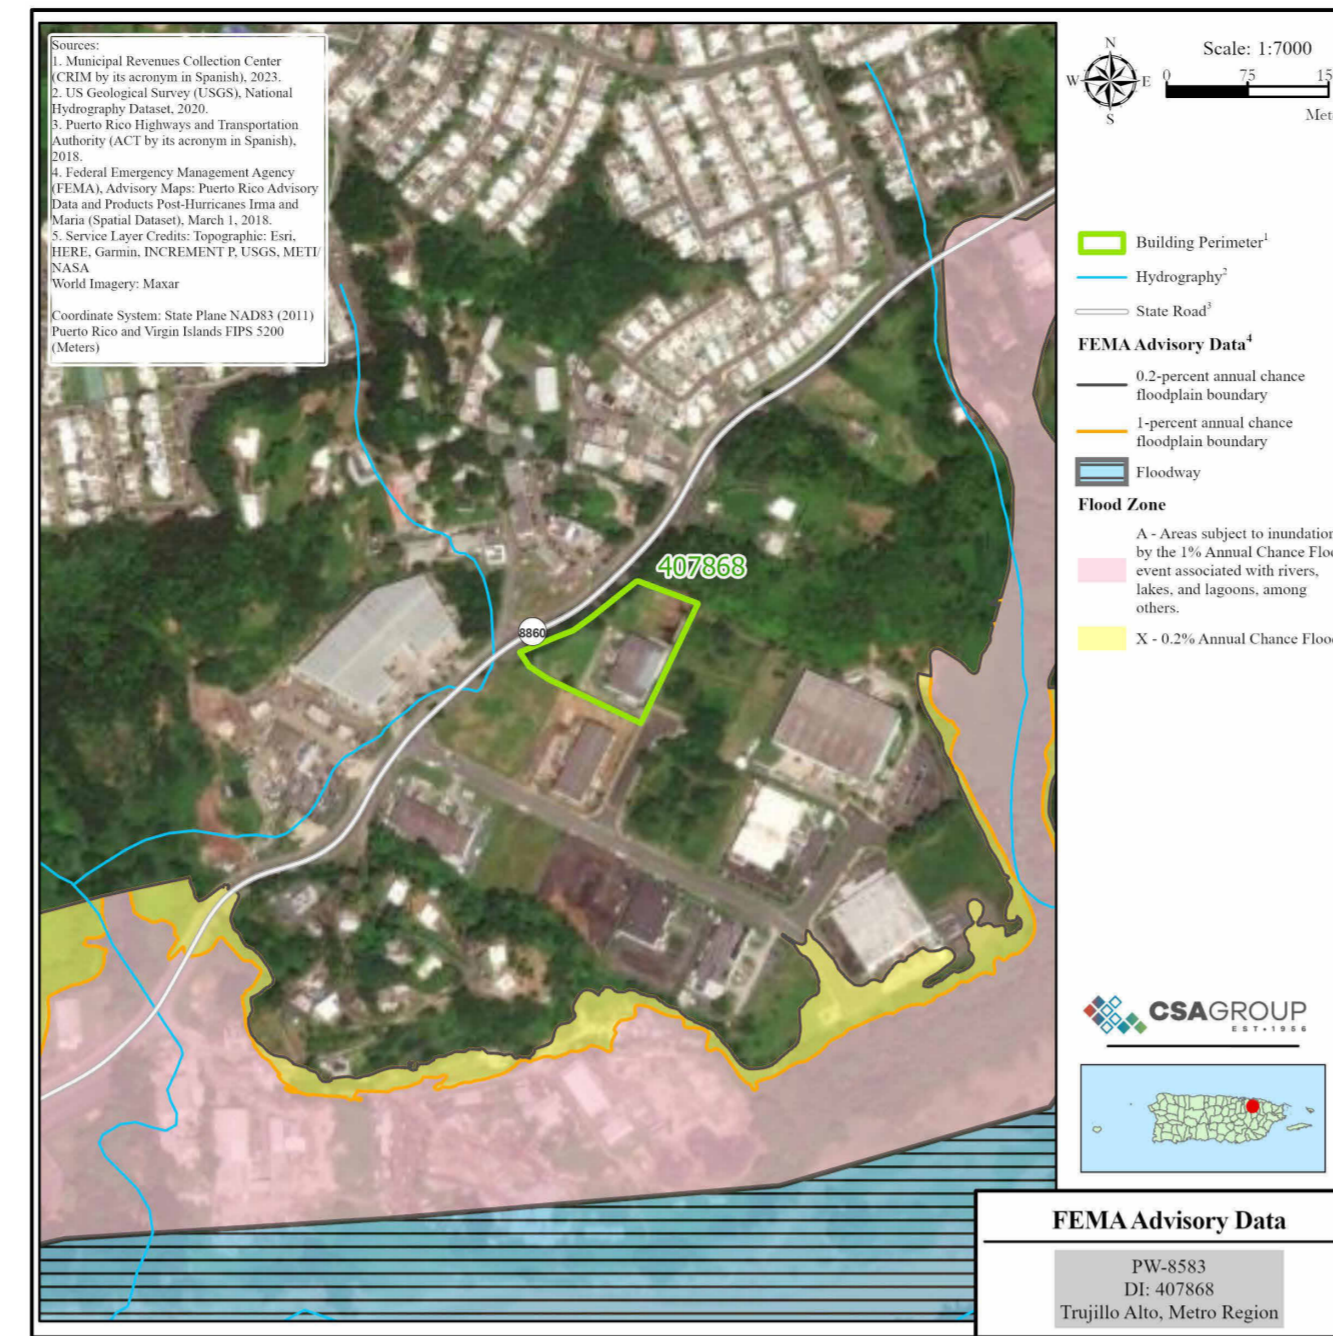 Sources:
1. Municipal Revenues Collection Center
(CRIM by its acronym in Spanish), 2023.
2. US Geological Survey (USGS), National
Hydrography Dataset, 2020.
3. Puerto Rico Highways and Transportation
Authority (ACT by its acronym in Spanish),
2018.
4. Federal Emergency Management Agency
(FEMA), Advisory Maps: Puerto Rico Advisory
Data and Products Post-Hurricanes Irma and
Maria (Spatial Dataset), March 1, 2018.
5. Service Layer Credits: Topographic: Esri,
HERE, Garmin, INCREMENT P, USGS, METI/
NASA
World Imagery: Maxar
Coordinate System: State Plane NAD83 (2011)
Puerto Rico and Virgin Islands FIPS 5200
(Meters)
407868
8860
N
W E
S
Scale: 1:7000
0 75 15
Met
Building Perimeter¹
Hydrography²
State Road³
FEMA Advisory Data⁴
0.2-percent annual chance
floodplain boundary
1-percent annual chance
floodplain boundary
Floodway
Flood Zone
A - Areas subject to inundation
by the 1% Annual Chance Floo
event associated with rivers,
lakes, and lagoons, among
others.
X - 0.2% Annual Chance Floo
CSAGROUP
EST•1956
FEMA Advisory Data
PW-8583
DI: 407868
Trujillo Alto, Metro Region